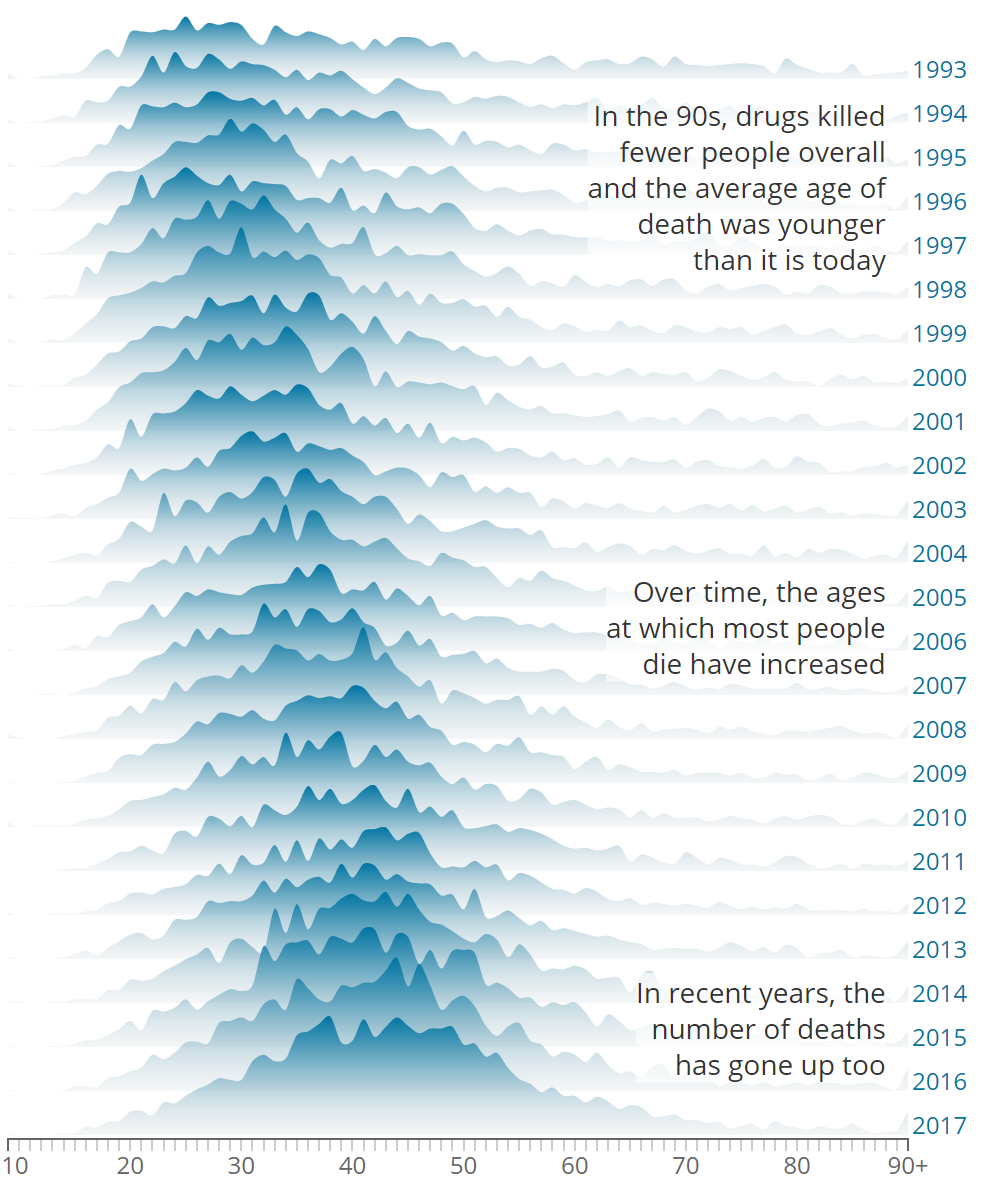 1993
1994
In the 90s, drugs killed
fewer people overall
1995
and the average age of
1996
death was younger
1997
than it is today
1998
1999
2000
2001
2002
2003
2004
Over time, the ages
2005
at which most people
2006
die have increased
2007
2008
2009
2010
2011
2012
2013
In recent years, the
2014
number of deaths
2015
has gone up too
2016
2017
10 20 30 40 50 60 70 80 90+